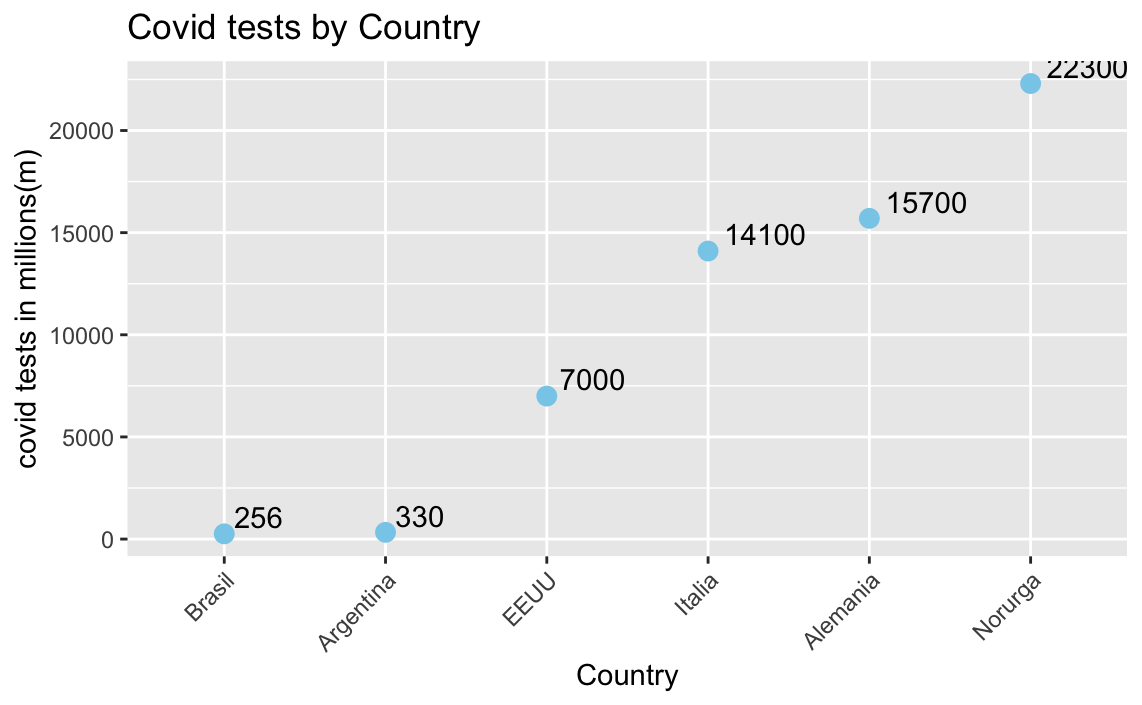 Covid tests by Country
covid tests in millions(m)
20000
15000
10000
5000
0
22300
15700
14100
7000
256
330
Brasil
Argentina
EEUU
Italia
Alemania
Norurga
Country